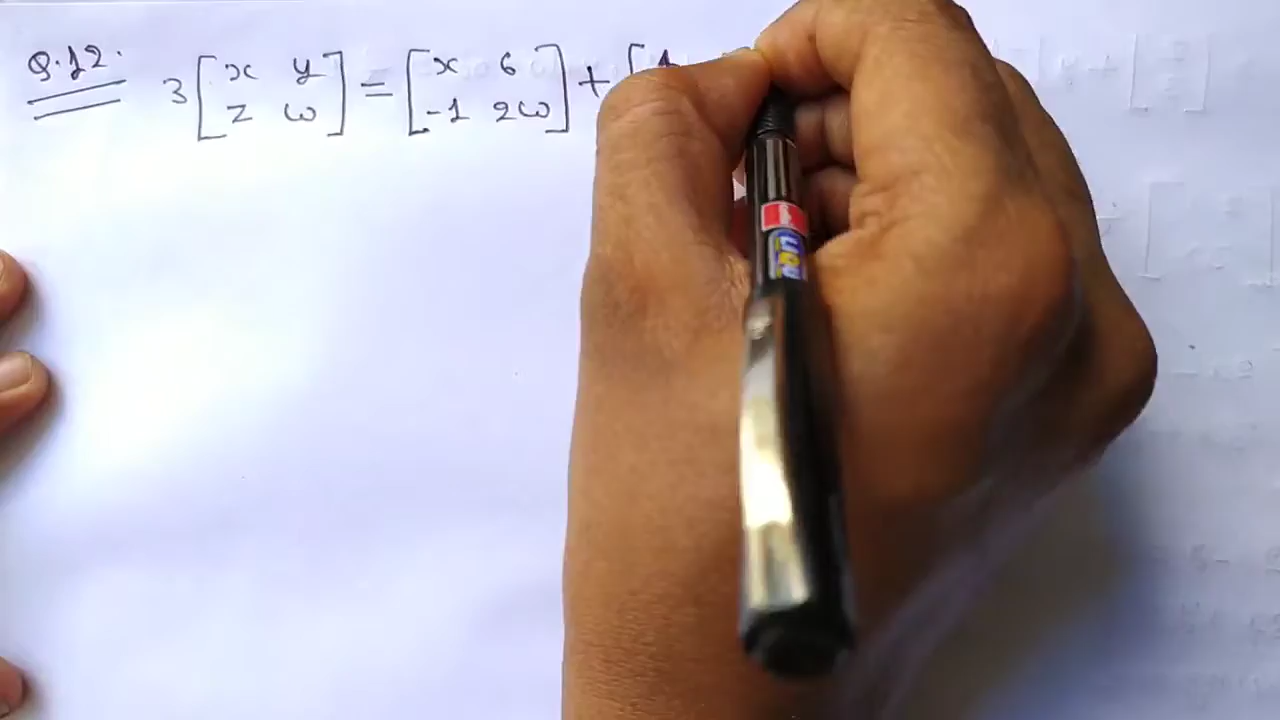 Q.12. 3 [ x y ] = [ x 6 ] + [
[ z w ] [ -1 2w ]